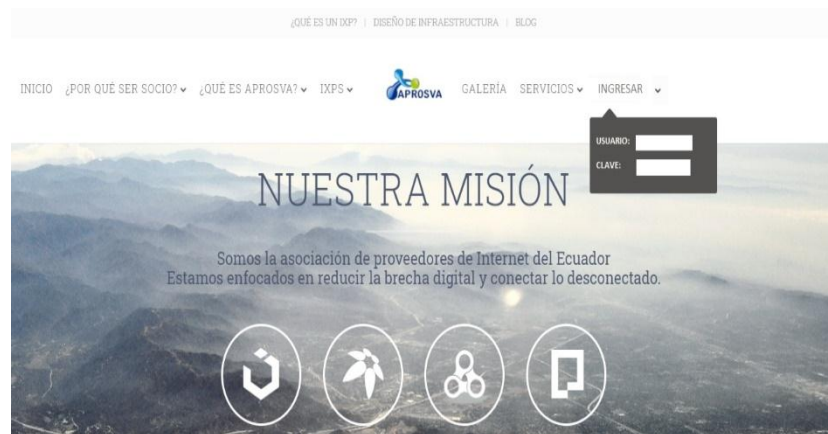 ¿QUÉ ES UN IXP? | DISEÑO DE INFRAESTRUCTURA | BLOG
INICIO ¿POR QUÉ SER SOCIO? ¿QUÉ ES APROSVA? IXPS APROSVA GALERÍA SERVICIOS INGRESAR
USUARIO:
CLAVE:
NUESTRA MISIÓN
Somos la asociación de proveedores de Internet del Ecuador
Estamos enfocados en reducir la brecha digital y conectar lo desconectado.